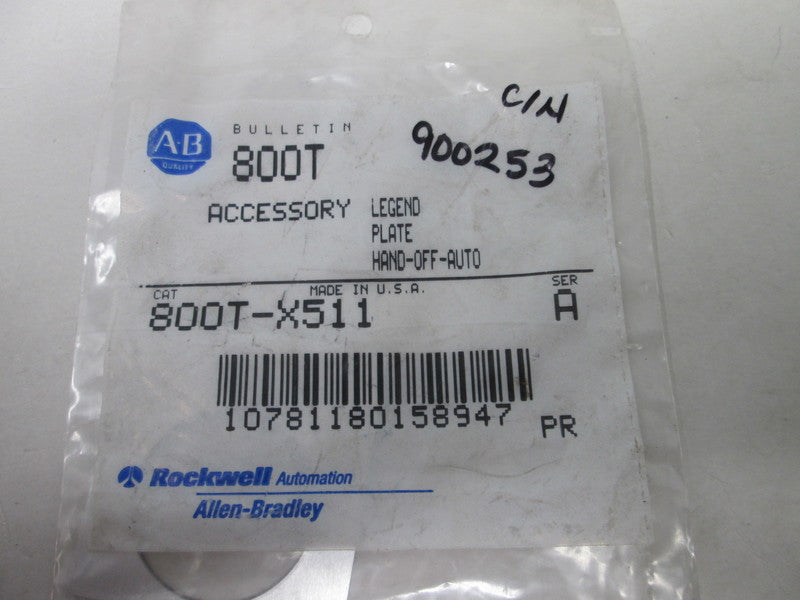 C/N
900253
A-B
QUALITY
BULLETIN
800T
ACCESSORY LEGEND
PLATE
HAND-OFF-AUTO
CAT MADE IN U.S.A. SER
800T-X511 A
10781180158947 PR
Rockwell Automation
Allen-Bradley